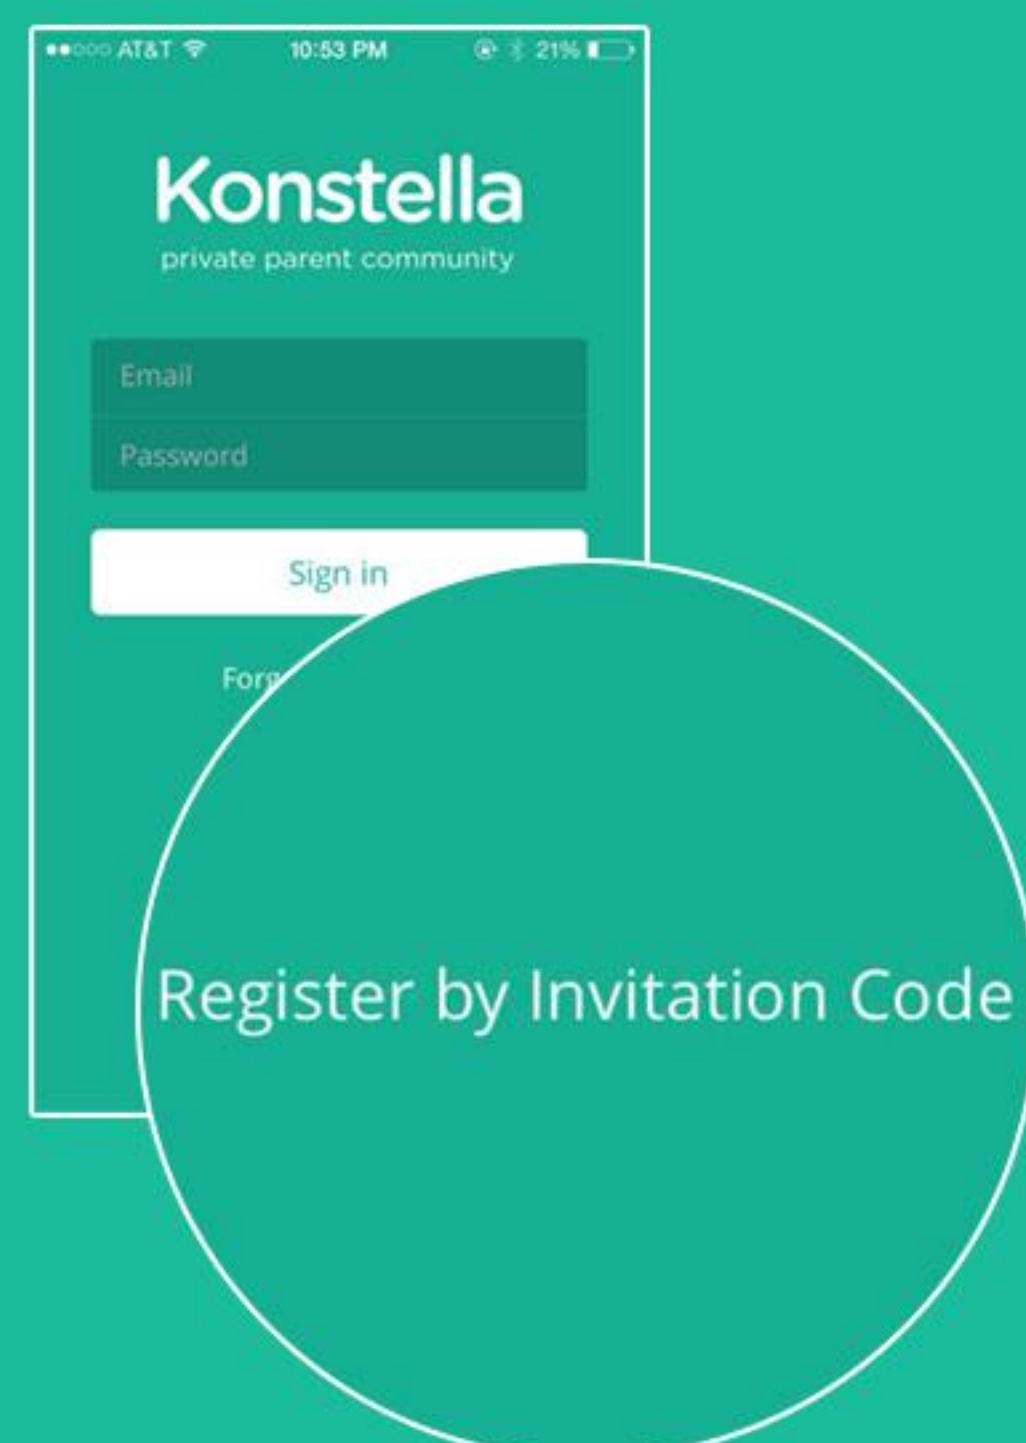 AT&T 10:53 PM 21%
Konstella
private parent community
Email
Password
Sign in
Register by Invitation Code